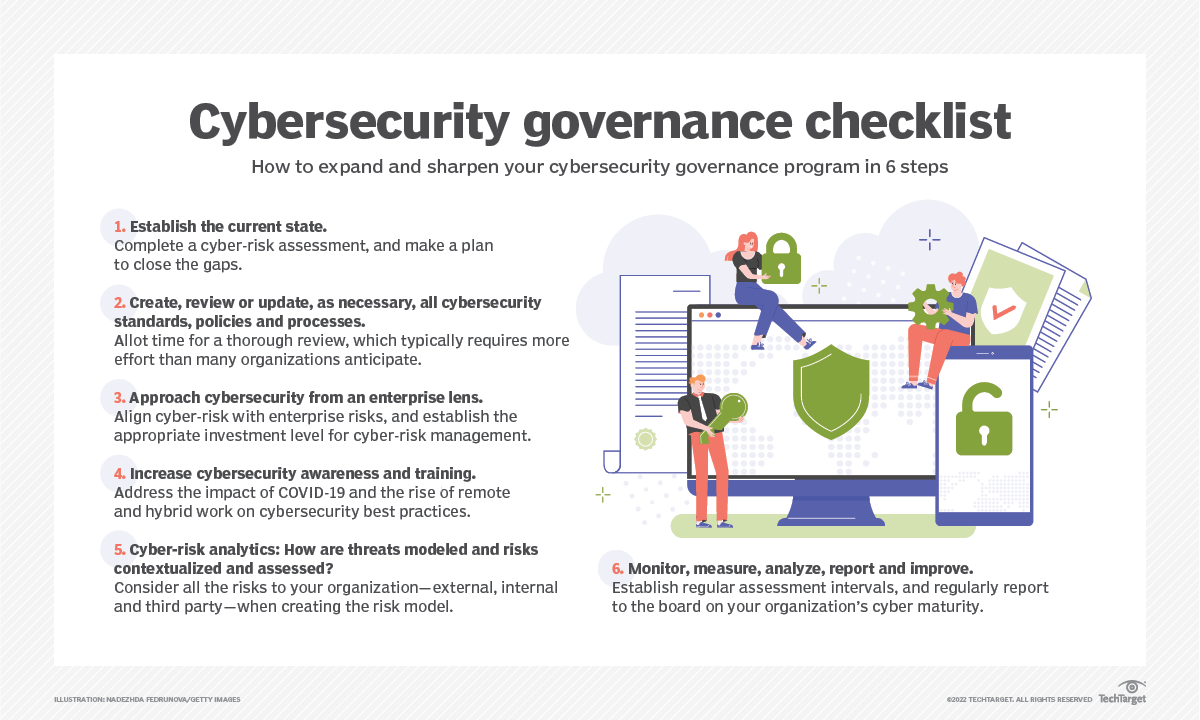 Cybersecurity governance checklist
How to expand and sharpen your cybersecurity governance program in 6 steps
1. Establish the current state.
Complete a cyber-risk assessment, and make a plan
to close the gaps.
2. Create, review or update, as necessary, all cybersecurity
standards, policies and processes.
Allot time for a thorough review, which typically requires more
effort than many organizations anticipate.
3. Approach cybersecurity from an enterprise lens.
Align cyber-risk with enterprise risks, and establish the
appropriate investment level for cyber-risk management.
4. Increase cybersecurity awareness and training.
Address the impact of COVID-19 and the rise of remote
and hybrid work on cybersecurity best practices.
5. Cyber-risk analytics: How are threats modeled and risks
contextualized and assessed?
Consider all the risks to your organization—external, internal
and third party—when creating the risk model.
6. Monitor, measure, analyze, report and improve.
Establish regular assessment intervals, and regularly report
to the board on your organization's cyber maturity.
ILLUSTRATION: NADEZHDA FEDRUNOVA/GETTY IMAGES
©2022 TECHTARGET. ALL RIGHTS RESERVED TechTarget